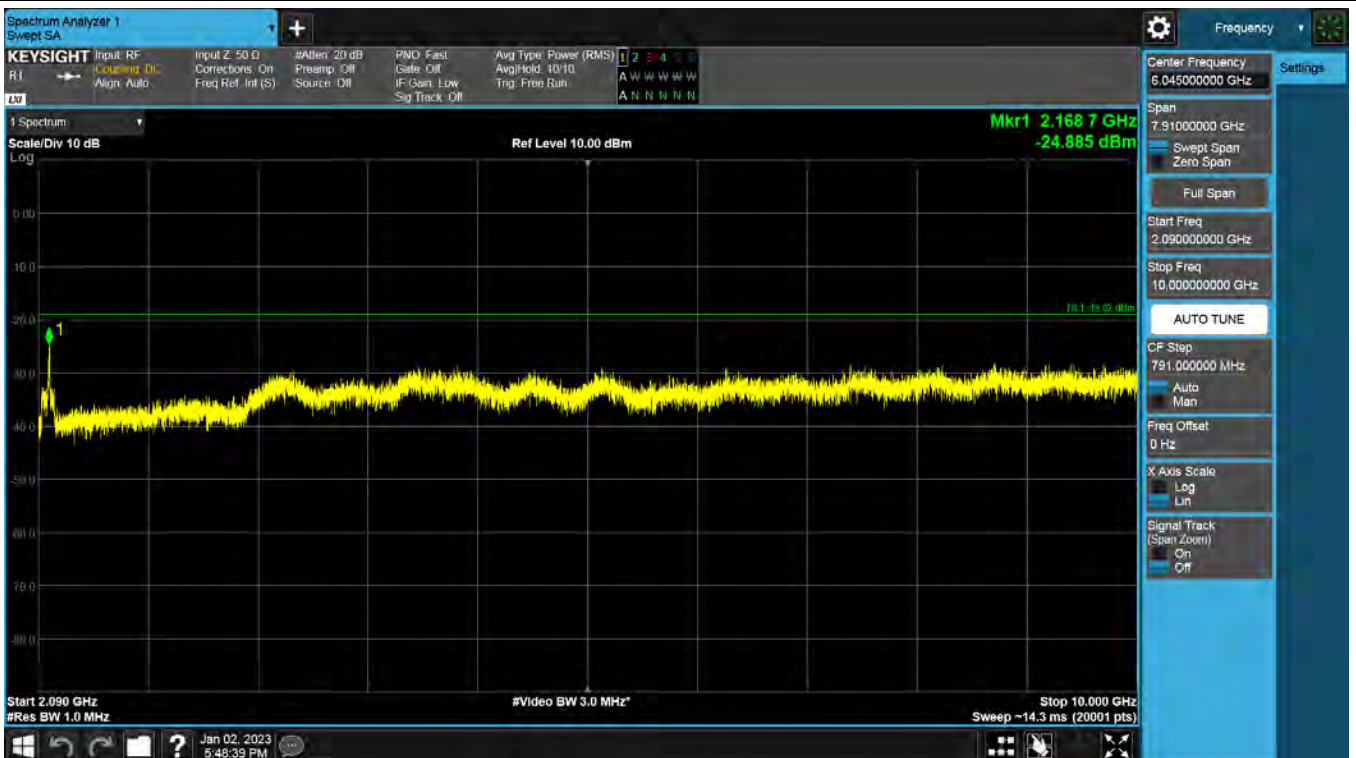 Spectrum Analyzer 1
Swept SA
+
Frequency
KEYSIGHT
RL
LXI
Input: RF
Coupling: DC
Align: Auto
Input Z: 50 Ω
Corrections: On
Freq Ref: Int (S)
#Atten: 20 dB
Preamp: Off
Source: Off
PNO: Fast
Gate: Off
IF Gain: Low
Sig Track: Off
Avg Type: Power (RMS)
Avg|Hold: 10/10
Trig: Free Run
1 2 3 4 5 6
A W W W W W
A N N N N N
Center Frequency
6.045000000 GHz
Settings
Span
7.91000000 GHz
Swept Span
Zero Span
Full Span
Start Freq
2.090000000 GHz
Stop Freq
10.000000000 GHz
AUTO TUNE
CF Step
791.000000 MHz
Auto
Man
Freq Offset
0 Hz
X Axis Scale
Log
Lin
Signal Track
(Span Zoom)
On
Off
1 Spectrum
Scale/Div 10 dB
Log
Ref Level 10.00 dBm
Mkr1 2.168 7 GHz
-24.885 dBm
0.00
-10.0
-20.0
-30.0
-40.0
-50.0
-60.0
-70.0
-80.0
1
Start 2.090 GHz
#Res BW 1.0 MHz
#Video BW 3.0 MHz*
Stop 10.000 GHz
Sweep ~14.3 ms (20001 pts)
?
Jan 02, 2023
5:48:39 PM